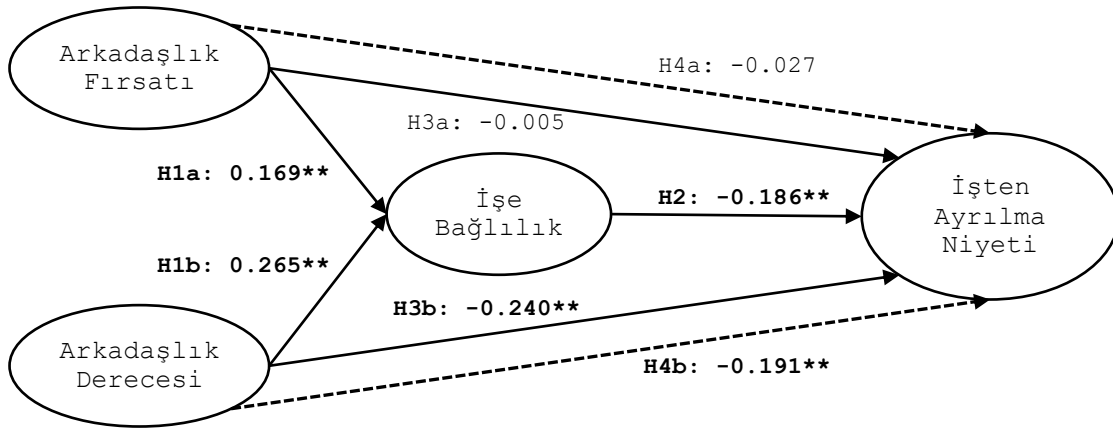 Arkadaşlık
Fırsatı
H4a: -0.027
H3a: -0.005
H1a: 0.169**
İşe
Bağlılık
H2: -0.186**
İşten
Ayrılma
Niyeti
H1b: 0.265**
H3b: -0.240**
Arkadaşlık
Derecesi
H4b: -0.191**